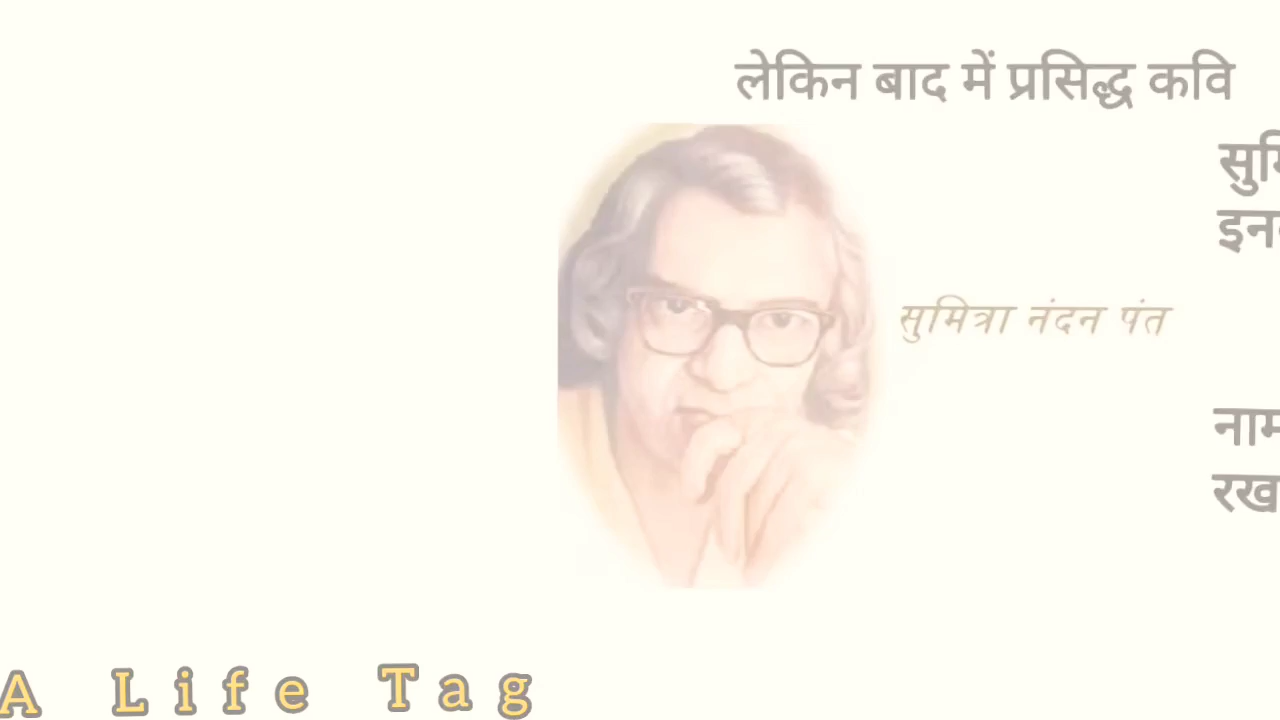 लेकिन बाद में प्रसिद्ध कवि
सुमित्रा नंदन पंत
नाम
A Life Tag